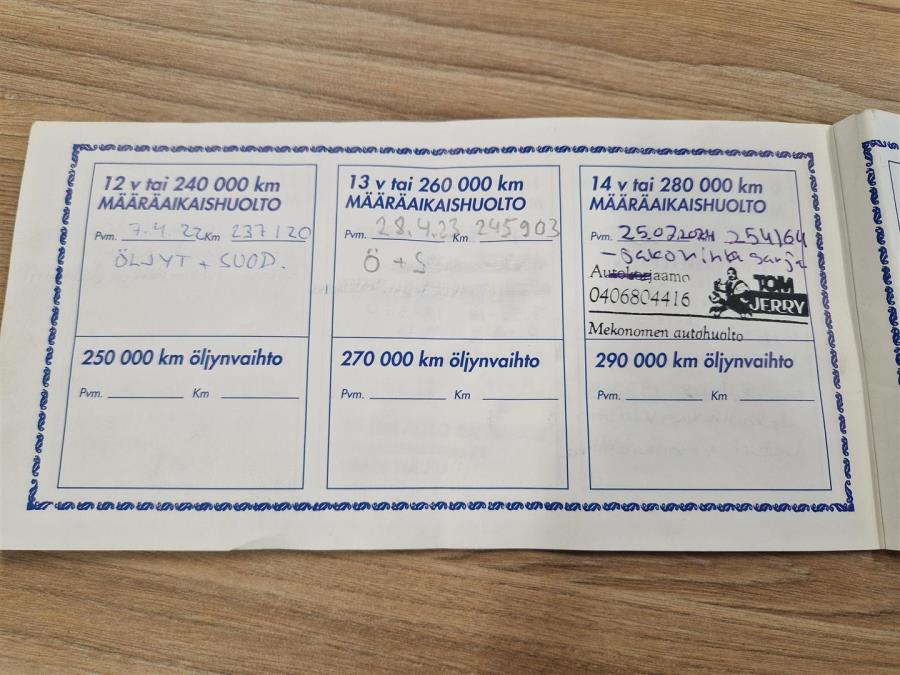 12 v tai 240 000 km
MÄÄRÄAIKAISHUOLTO
Pvm. 7.4.22 Km 237120
ÖLJYT + SUOD.
250 000 km öljynvaihto
Pvm. Km
13 v tai 260 000 km
MÄÄRÄAIKAISHUOLTO
Pvm. 28.4.23 Km 245903
Ö + S
270 000 km öljynvaihto
Pvm. Km
14 v tai 280 000 km
MÄÄRÄAIKAISHUOLTO
Pvm. 25.07.2024 254164
- Jakohihnasarja
Autokorjaamo
0406804416
TOM
JERRY
Mekonomen autohuolto
290 000 km öljynvaihto
Pvm. Km